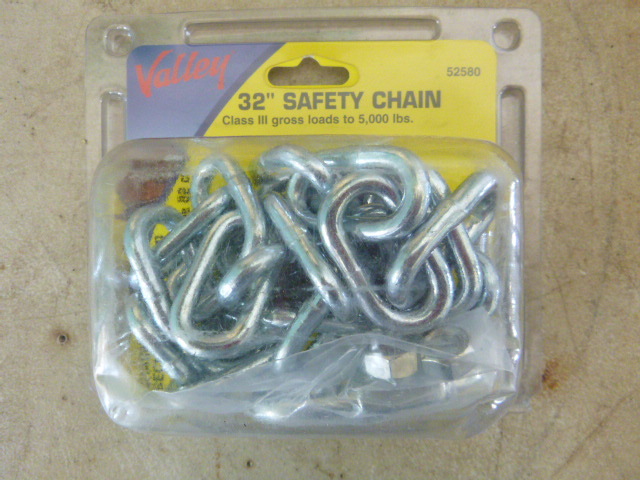 Valley
52580
32" SAFETY CHAIN
Class III gross loads to 5,000 lbs.